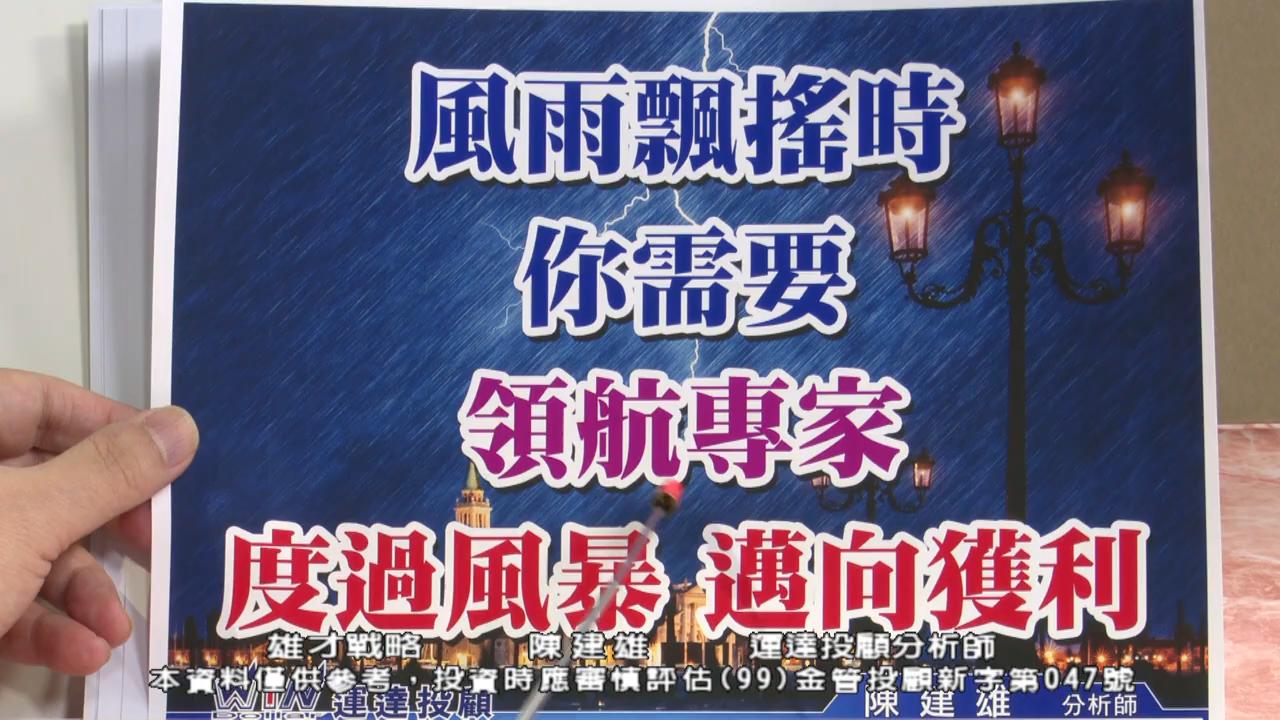 風雨飄搖時
你需要
領航專家
度過風暴 邁向獲利
雄才戰略 陳建雄 運達投顧分析師
本資料僅供參考，投資時應審慎評估(99)金管投顧新字第047號
WIN 運達投顧 陳建雄 分析師